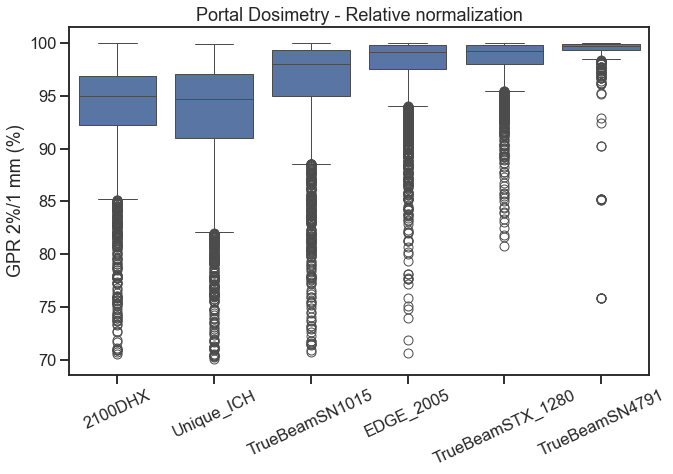 Portal Dosimetry - Relative normalization
GPR 2%/1 mm (%)
100
95
90
85
80
75
70
2100DHX
Unique_ICH
TrueBeamSN1015
EDGE_2005
TrueBeamSTX_1280
TrueBeamSN4791